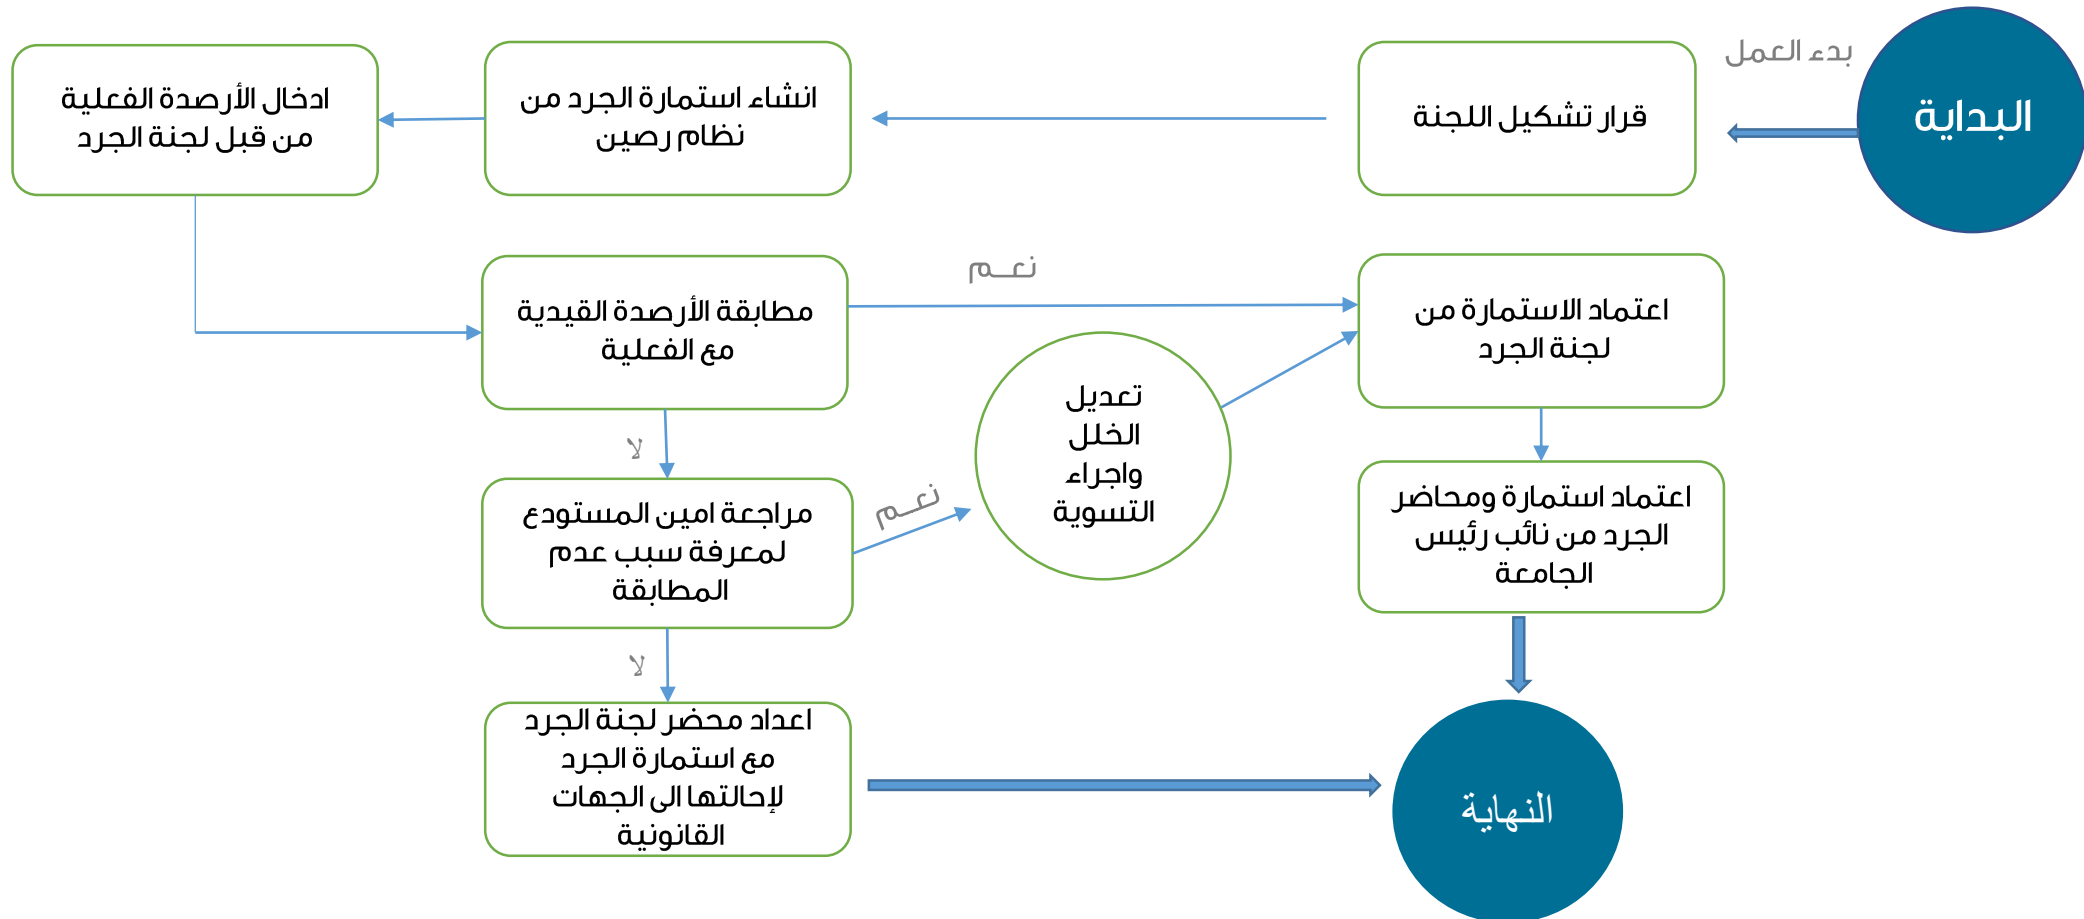 البداية
بدء العمل
قرار تشكيل اللجنة
انشاء استمارة الجرد من
نظام رصين
ادخال الأرصدة الفعلية
من قبل لجنة الجرد
مطابقة الأرصدة القيدية
مع الفعلية
نعــم
اعتماد الاستمارة من
لجنة الجرد
لا
مراجعة امين المستودع
لمعرفة سبب عدم
المطابقة
نعــم
تعديل
الخلل
واجراء
التسوية
اعتماد استمارة ومحاضر
الجرد من نائب رئيس
الجامعة
لا
اعداد محضر لجنة الجرد
مع استمارة الجرد
لإحالتها الى الجهات
القانونية
النهاية